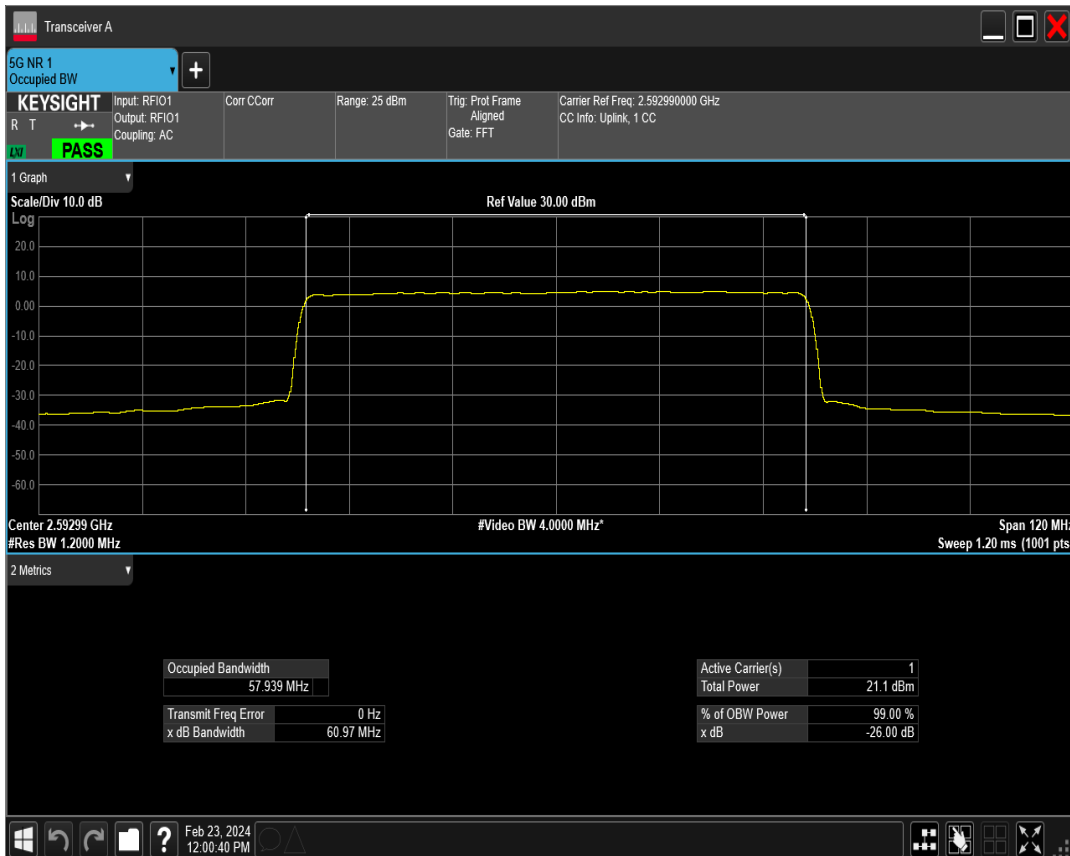 Transceiver A
5G NR 1
Occupied BW
+
KEYSIGHT
R T
LXI
PASS
Input: RFIO1
Output: RFIO1
Coupling: AC
Corr CCorr
Range: 25 dBm
Trig: Prot Frame
Aligned
Gate: FFT
Carrier Ref Freq: 2.592990000 GHz
CC Info: Uplink, 1 CC
1 Graph
Scale/Div 10.0 dB
Ref Value 30.00 dBm
Log
20.0
10.0
0.00
-10.0
-20.0
-30.0
-40.0
-50.0
-60.0
Center 2.59299 GHz
#Video BW 4.0000 MHz*
Span 120 MHz
#Res BW 1.2000 MHz
Sweep 1.20 ms (1001 pts
2 Metrics
Occupied Bandwidth
57.939 MHz
Transmit Freq Error 0 Hz
x dB Bandwidth 60.97 MHz
Active Carrier(s) 1
Total Power 21.1 dBm
% of OBW Power 99.00 %
x dB -26.00 dB
?
Feb 23, 2024
12:00:40 PM